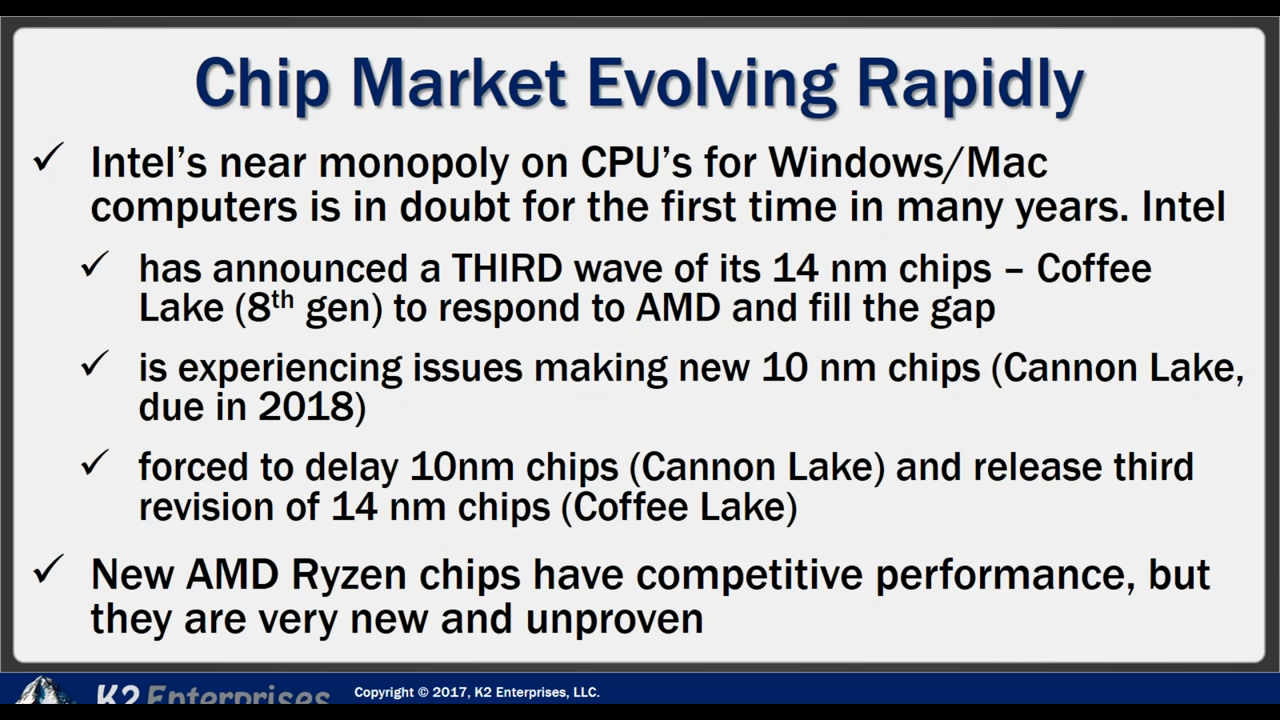 Chip Market Evolving Rapidly
✓ Intel's near monopoly on CPU's for Windows/Mac
computers is in doubt for the first time in many years. Intel
✓ has announced a THIRD wave of its 14 nm chips – Coffee
Lake (8th gen) to respond to AMD and fill the gap
✓ is experiencing issues making new 10 nm chips (Cannon Lake,
due in 2018)
✓ forced to delay 10nm chips (Cannon Lake) and release third
revision of 14 nm chips (Coffee Lake)
✓ New AMD Ryzen chips have competitive performance, but
they are very new and unproven
K2 Enterprises
Copyright © 2017, K2 Enterprises, LLC.